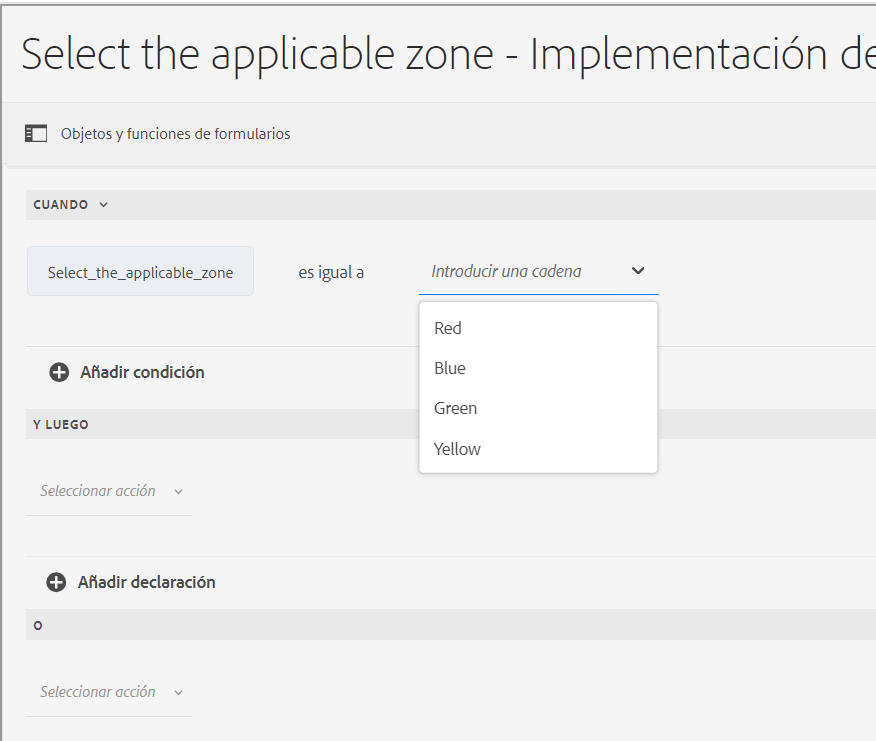 Select the applicable zone - Implementación de
Objetos y funciones de formularios
CUANDO
Select_the_applicable_zone es igual a Introducir una cadena
Red
Blue
Green
Yellow
Añadir condición
Y LUEGO
Seleccionar acción
Añadir declaración
O
Seleccionar acción